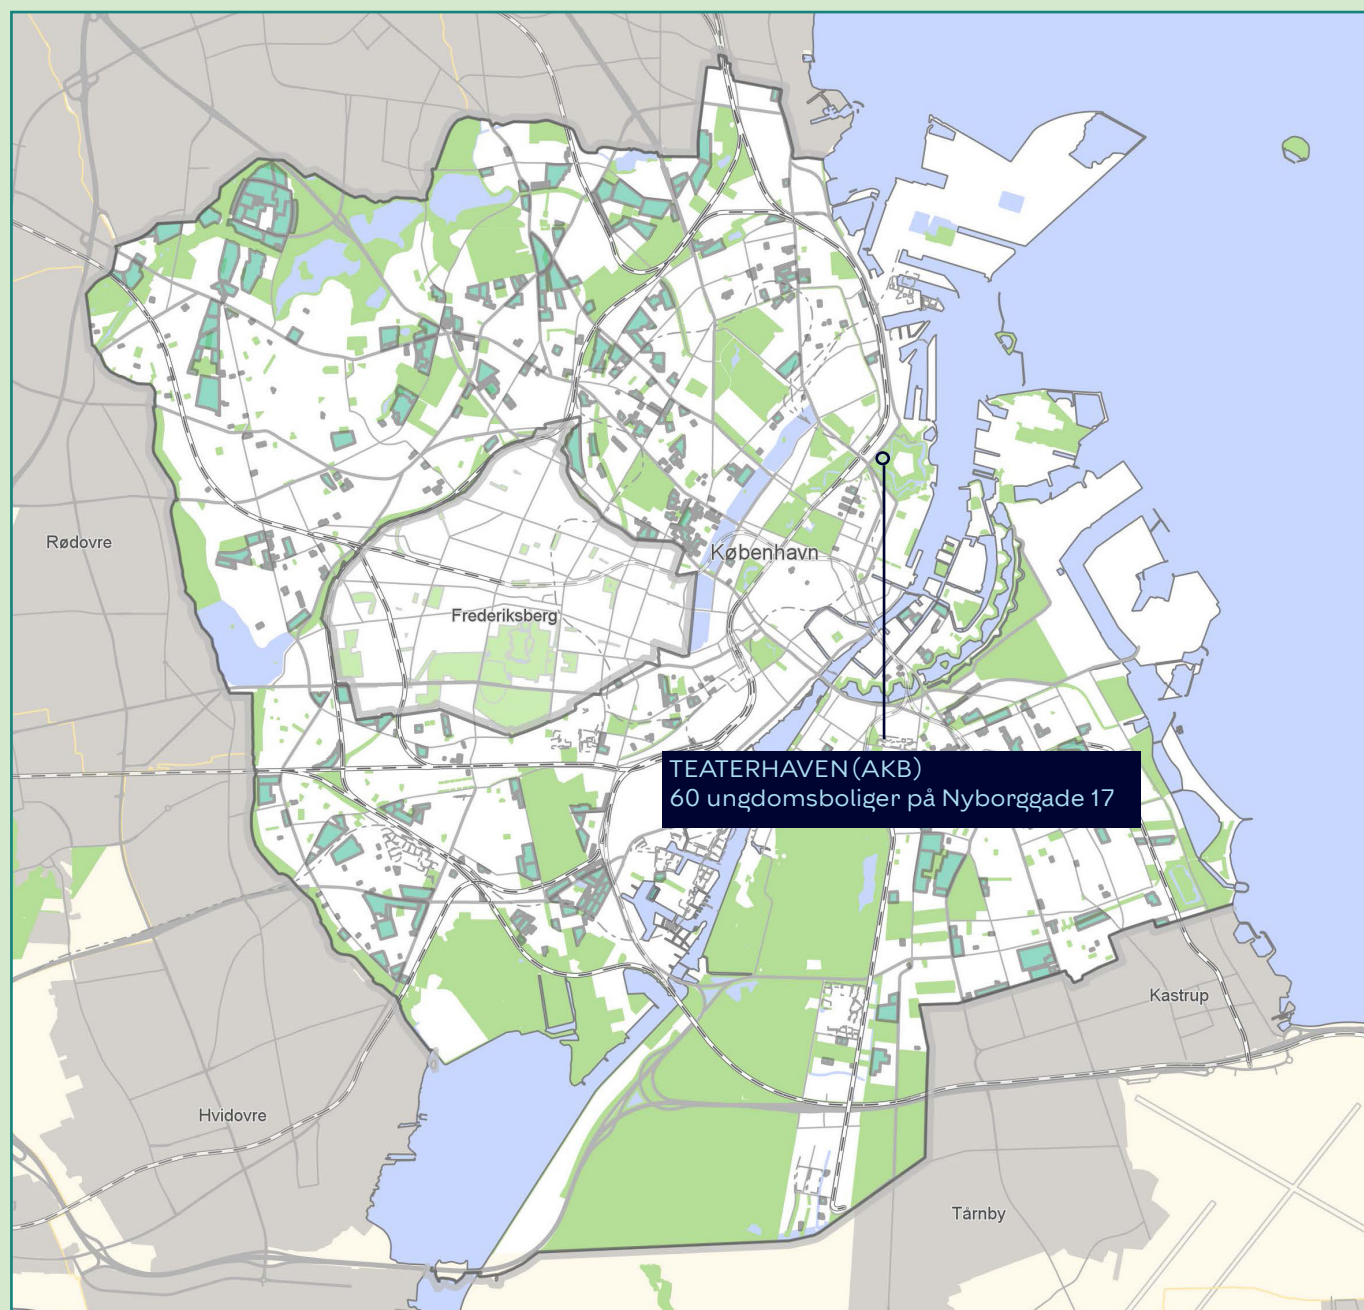 Rødovre
København
Frederiksberg
TEATERHAVEN (AKB)
60 ungdomsboliger på Nyborggade 17
Kastrup
Hvidovre
Tårnby